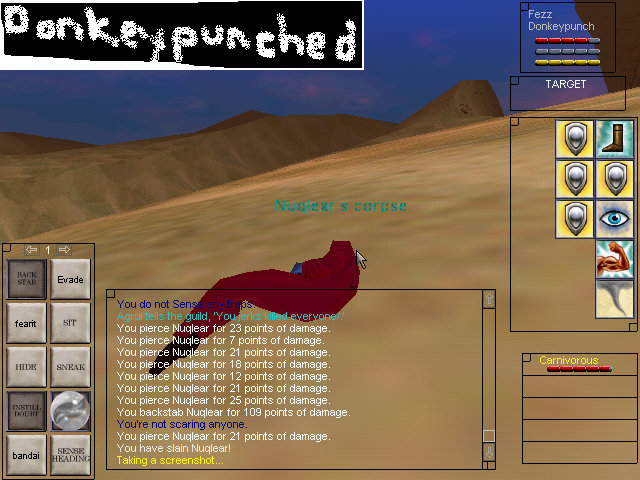 Donkeypunched
Fezz
Donkeypunch
TARGET
Nuqlear's corpse
1
BACK STAB
Evade
fearit
SIT
HIDE
SNEAK
INSTILL DOUBT
bandai
SENSE HEADING
You do not Sense any traps.
Agrul tells the guild, 'You jerks killed everyone!'
You pierce Nuqlear for 23 points of damage.
You pierce Nuqlear for 7 points of damage.
You pierce Nuqlear for 21 points of damage.
You pierce Nuqlear for 18 points of damage.
You pierce Nuqlear for 12 points of damage.
You pierce Nuqlear for 21 points of damage.
You pierce Nuqlear for 25 points of damage.
You backstab Nuqlear for 109 points of damage.
You're not scaring anyone.
You pierce Nuqlear for 21 points of damage.
You have slain Nuqlear!
Taking a screenshot...
Carnivorous